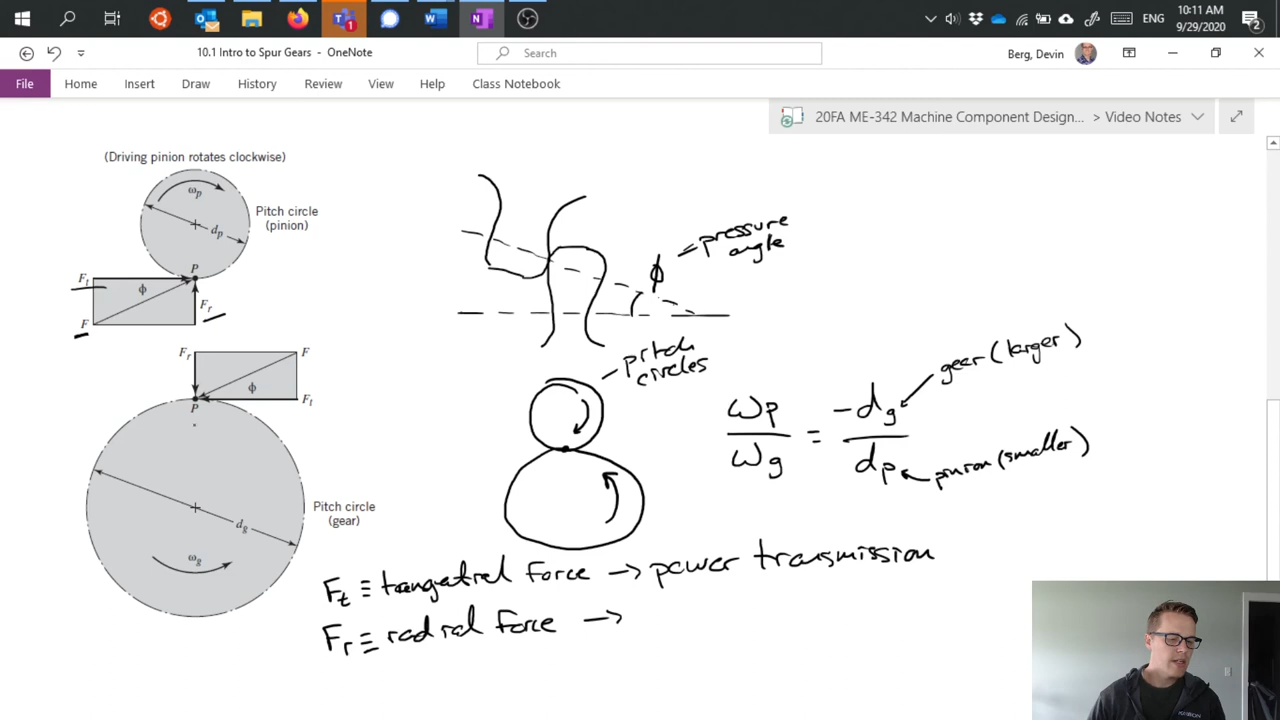 10:11 AM
ENG
9/29/2020
10.1 Intro to Spur Gears - OneNote
Search
Berg, Devin
File Home Insert Draw History Review View Help Class Notebook
20FA ME-342 Machine Component Design... > Video Notes
(Driving pinion rotates clockwise)
ωp
Pitch circle
(pinion)
dp
P
Ft
ϕ
Fr
F
Fr
F
ϕ
Ft
P
dg
Pitch circle
(gear)
ωg
pressure
angle
ϕ
pitch
circles
gear (larger)
ωp / ωg = -dg / dp
pinion (smaller)
Ft ≡ tangential force → power transmission
Fr ≡ radial force →